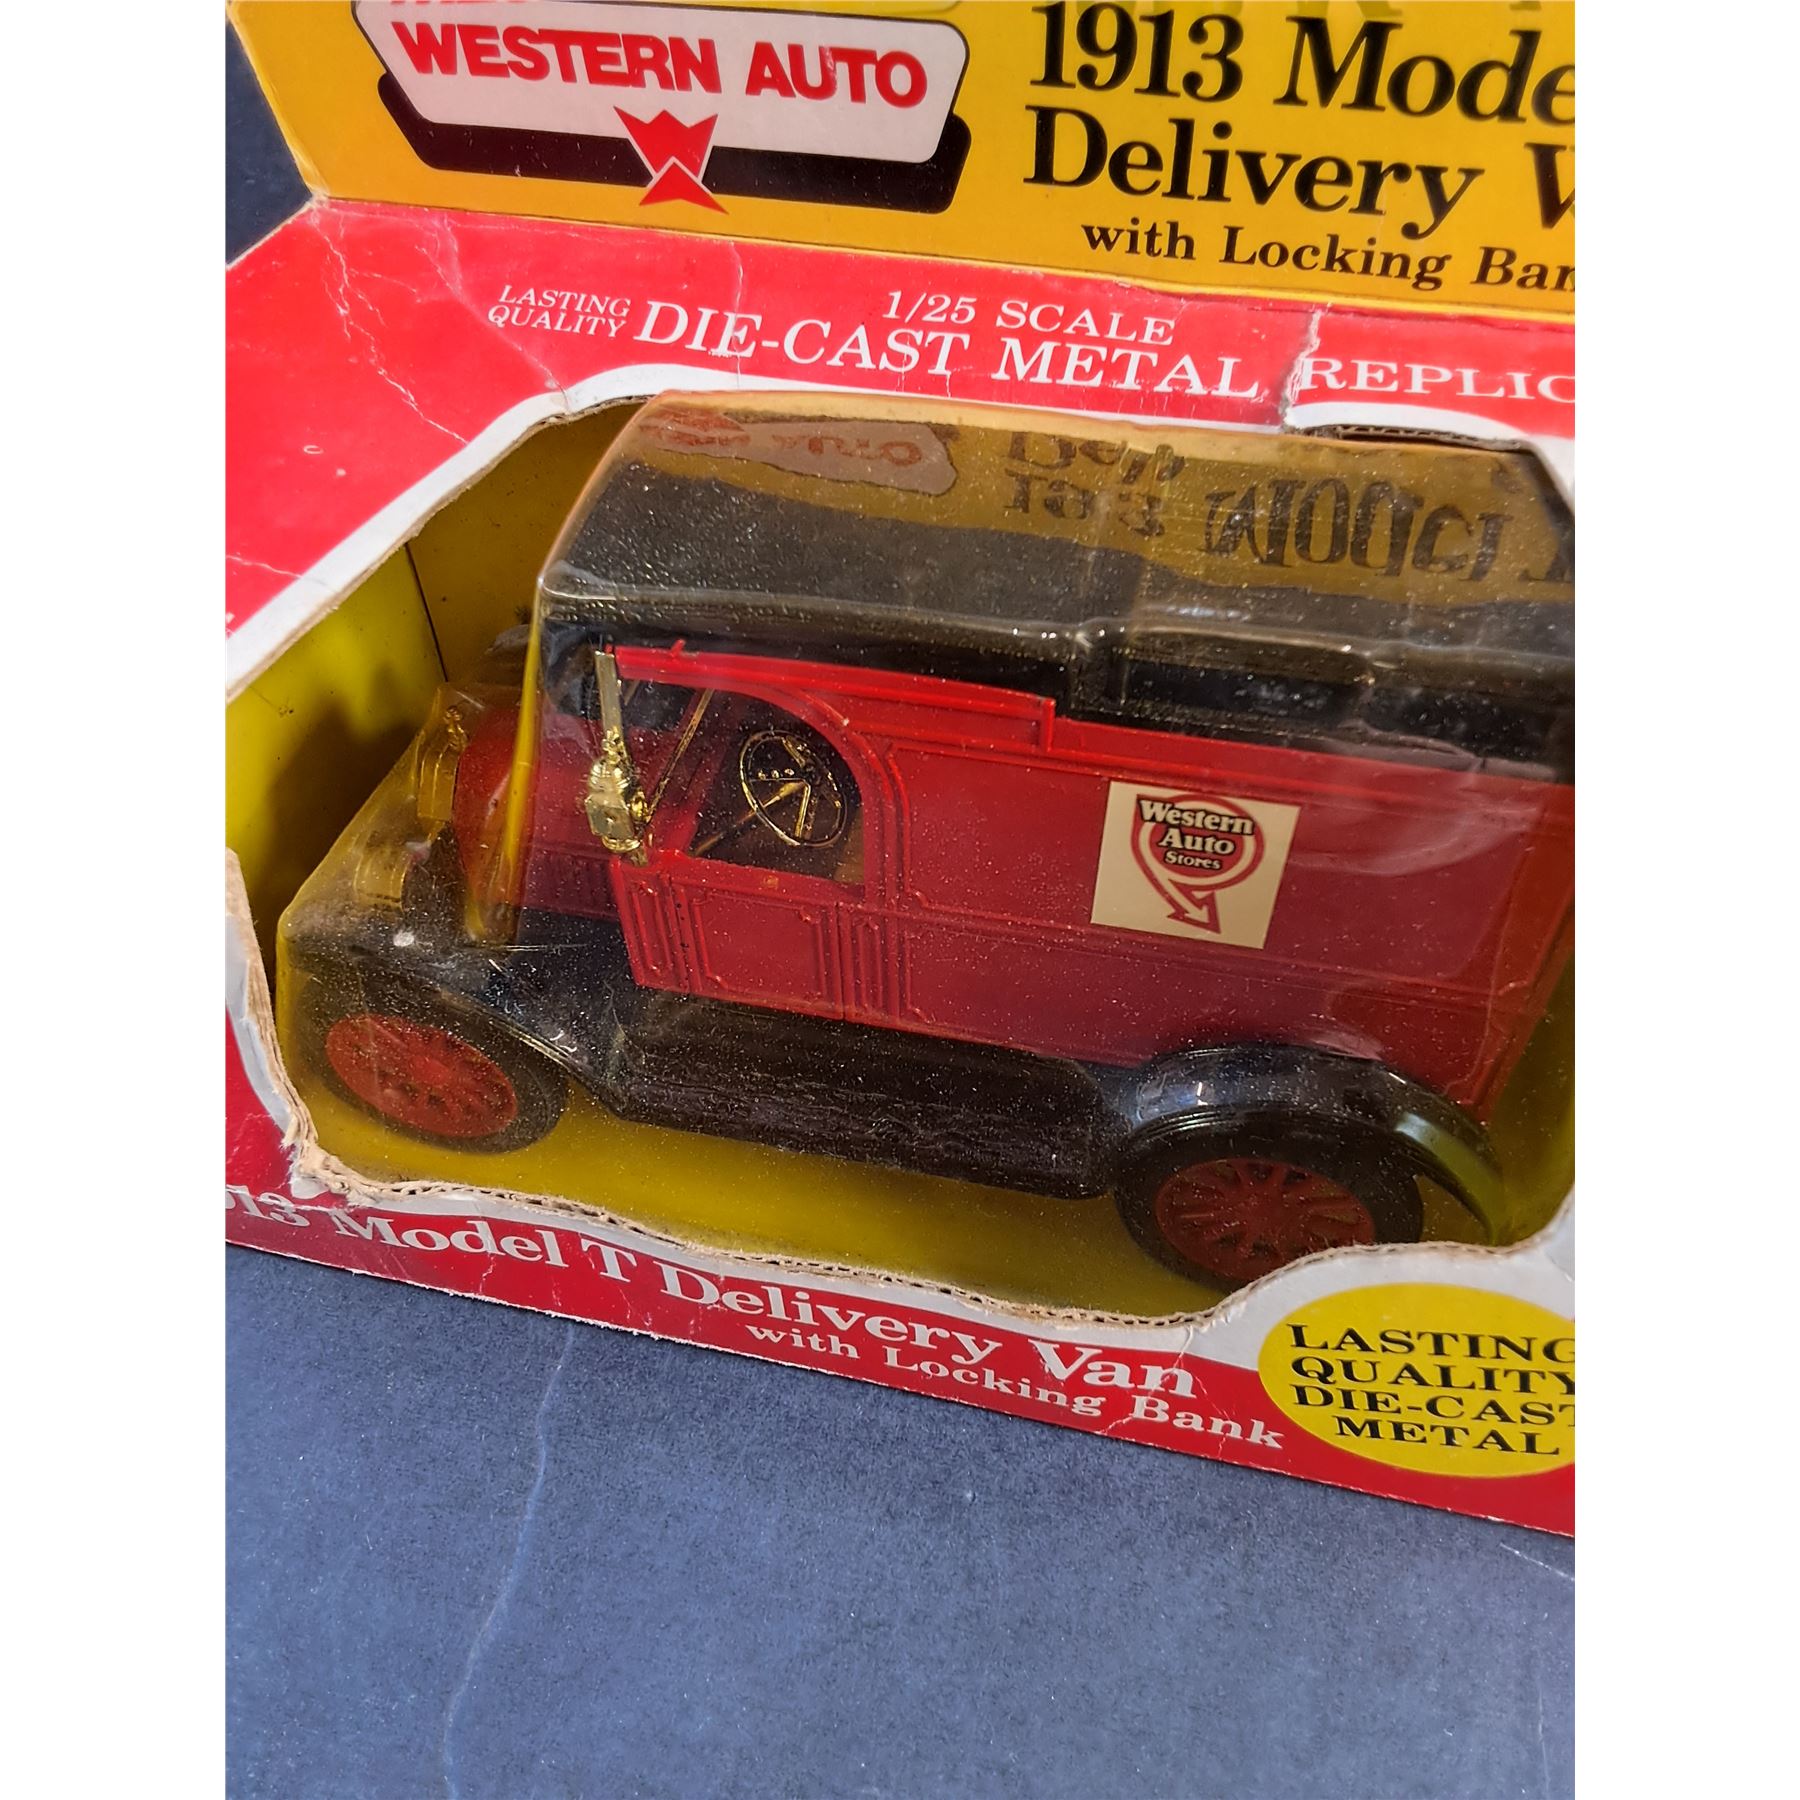 WESTERN AUTO
1913 Mode
Delivery V
with Locking Ban
LASTING
QUALITY
1/25 SCALE
DIE-CAST METAL REPLIC
Western
Auto
Stores
913 Model T Delivery Van
with Locking Bank
LASTING
QUALITY
DIE-CAST
METAL